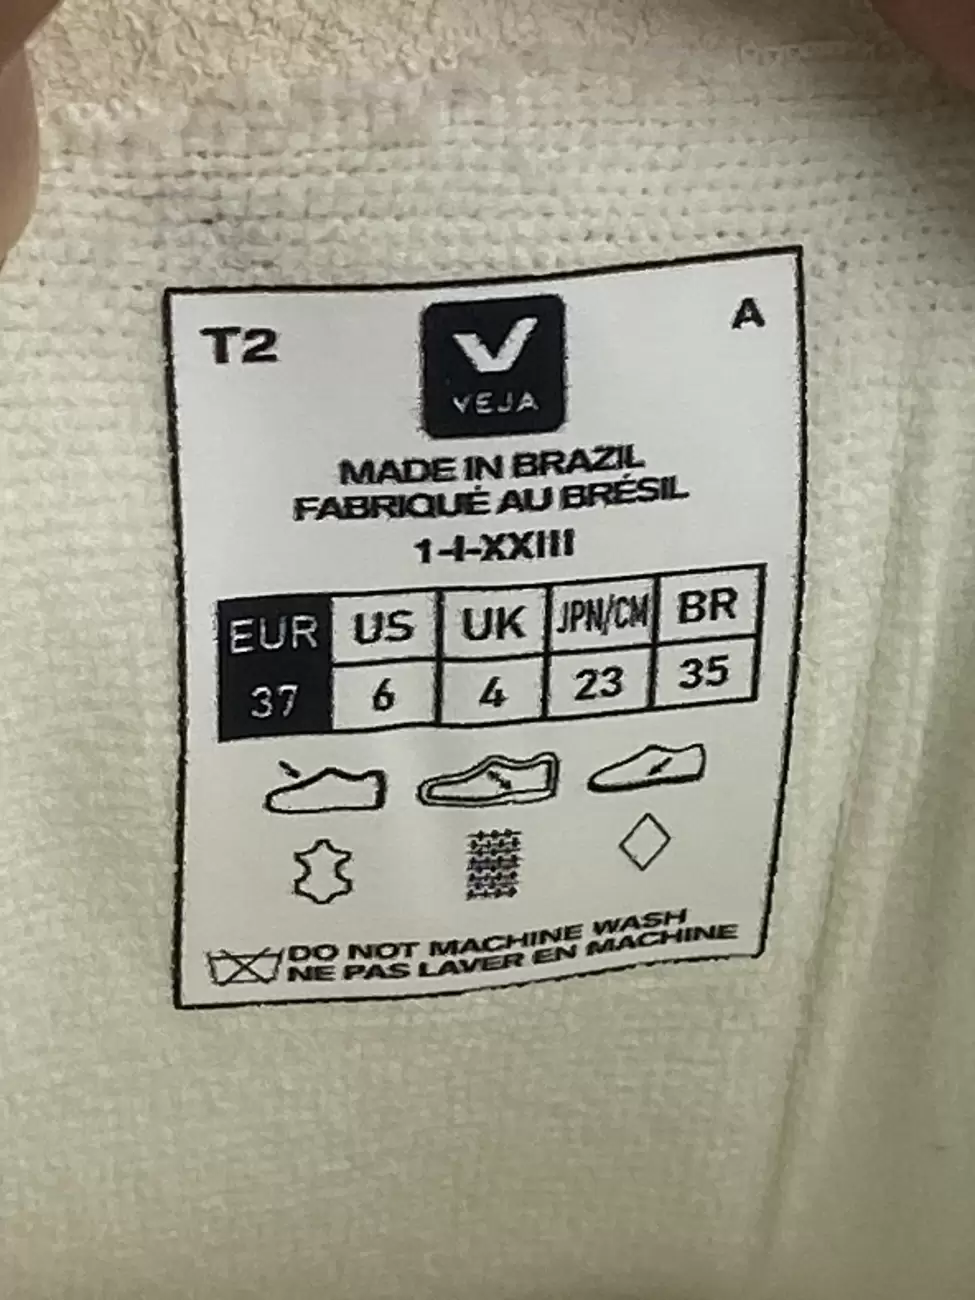 T2
A
VEJA
MADE IN BRAZIL
FABRIQUÉ AU BRÉSIL
1-I-XXIII
EUR US UK JPN/CM BR
37 6 4 23 35
DO NOT MACHINE WASH
NE PAS LAVER EN MACHINE